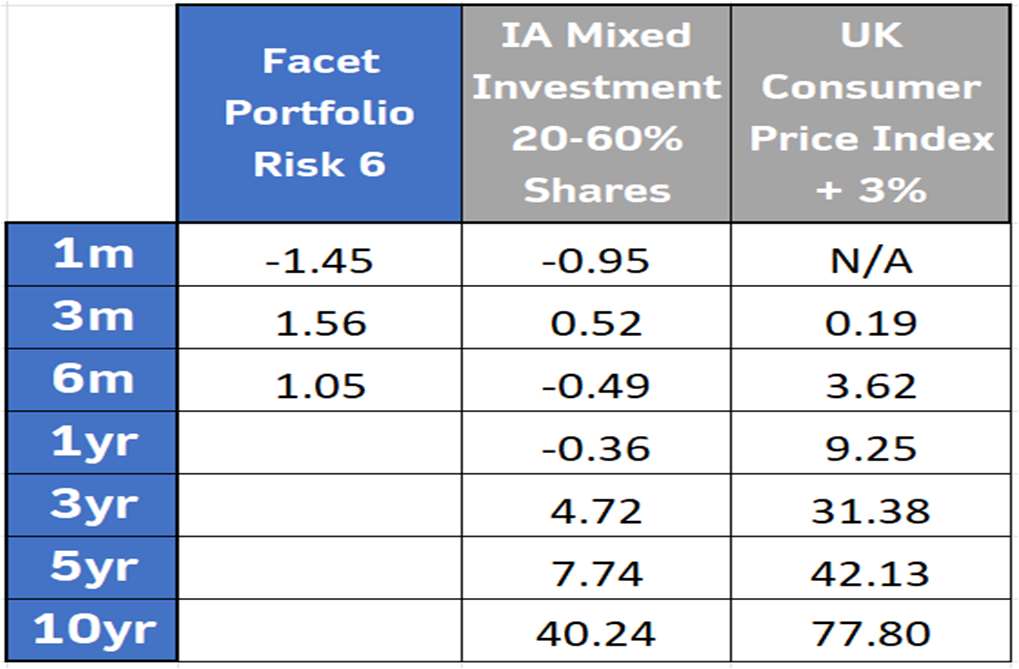 Facet
Portfolio
Risk 6
IA Mixed
Investment
20-60%
Shares
UK
Consumer
Price Index
+ 3%
1m -1.45 -0.95 N/A
3m 1.56 0.52 0.19
6m 1.05 -0.49 3.62
1yr -0.36 9.25
3yr 4.72 31.38
5yr 7.74 42.13
10yr 40.24 77.80